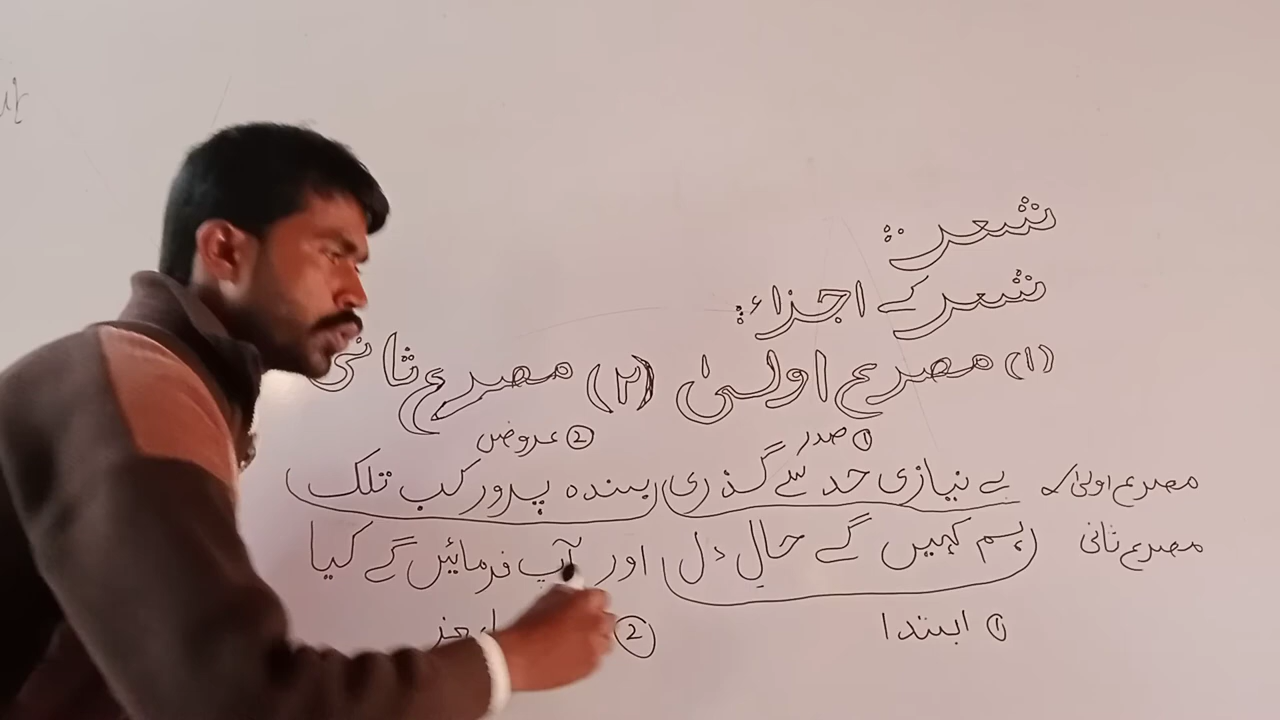 شعر:
شعر کے اجزاء:
(۱) مصرع اولیٰ (۲) مصرع ثانی
① صدر ② عروض
مصرع اولیٰ بے نیازی حد سے گذری بندہ پرور کب تلک
مصرع ثانی ہم کہیں گے حالِ دل اور آپ فرمائیں گے کیا
① ابتدا ②